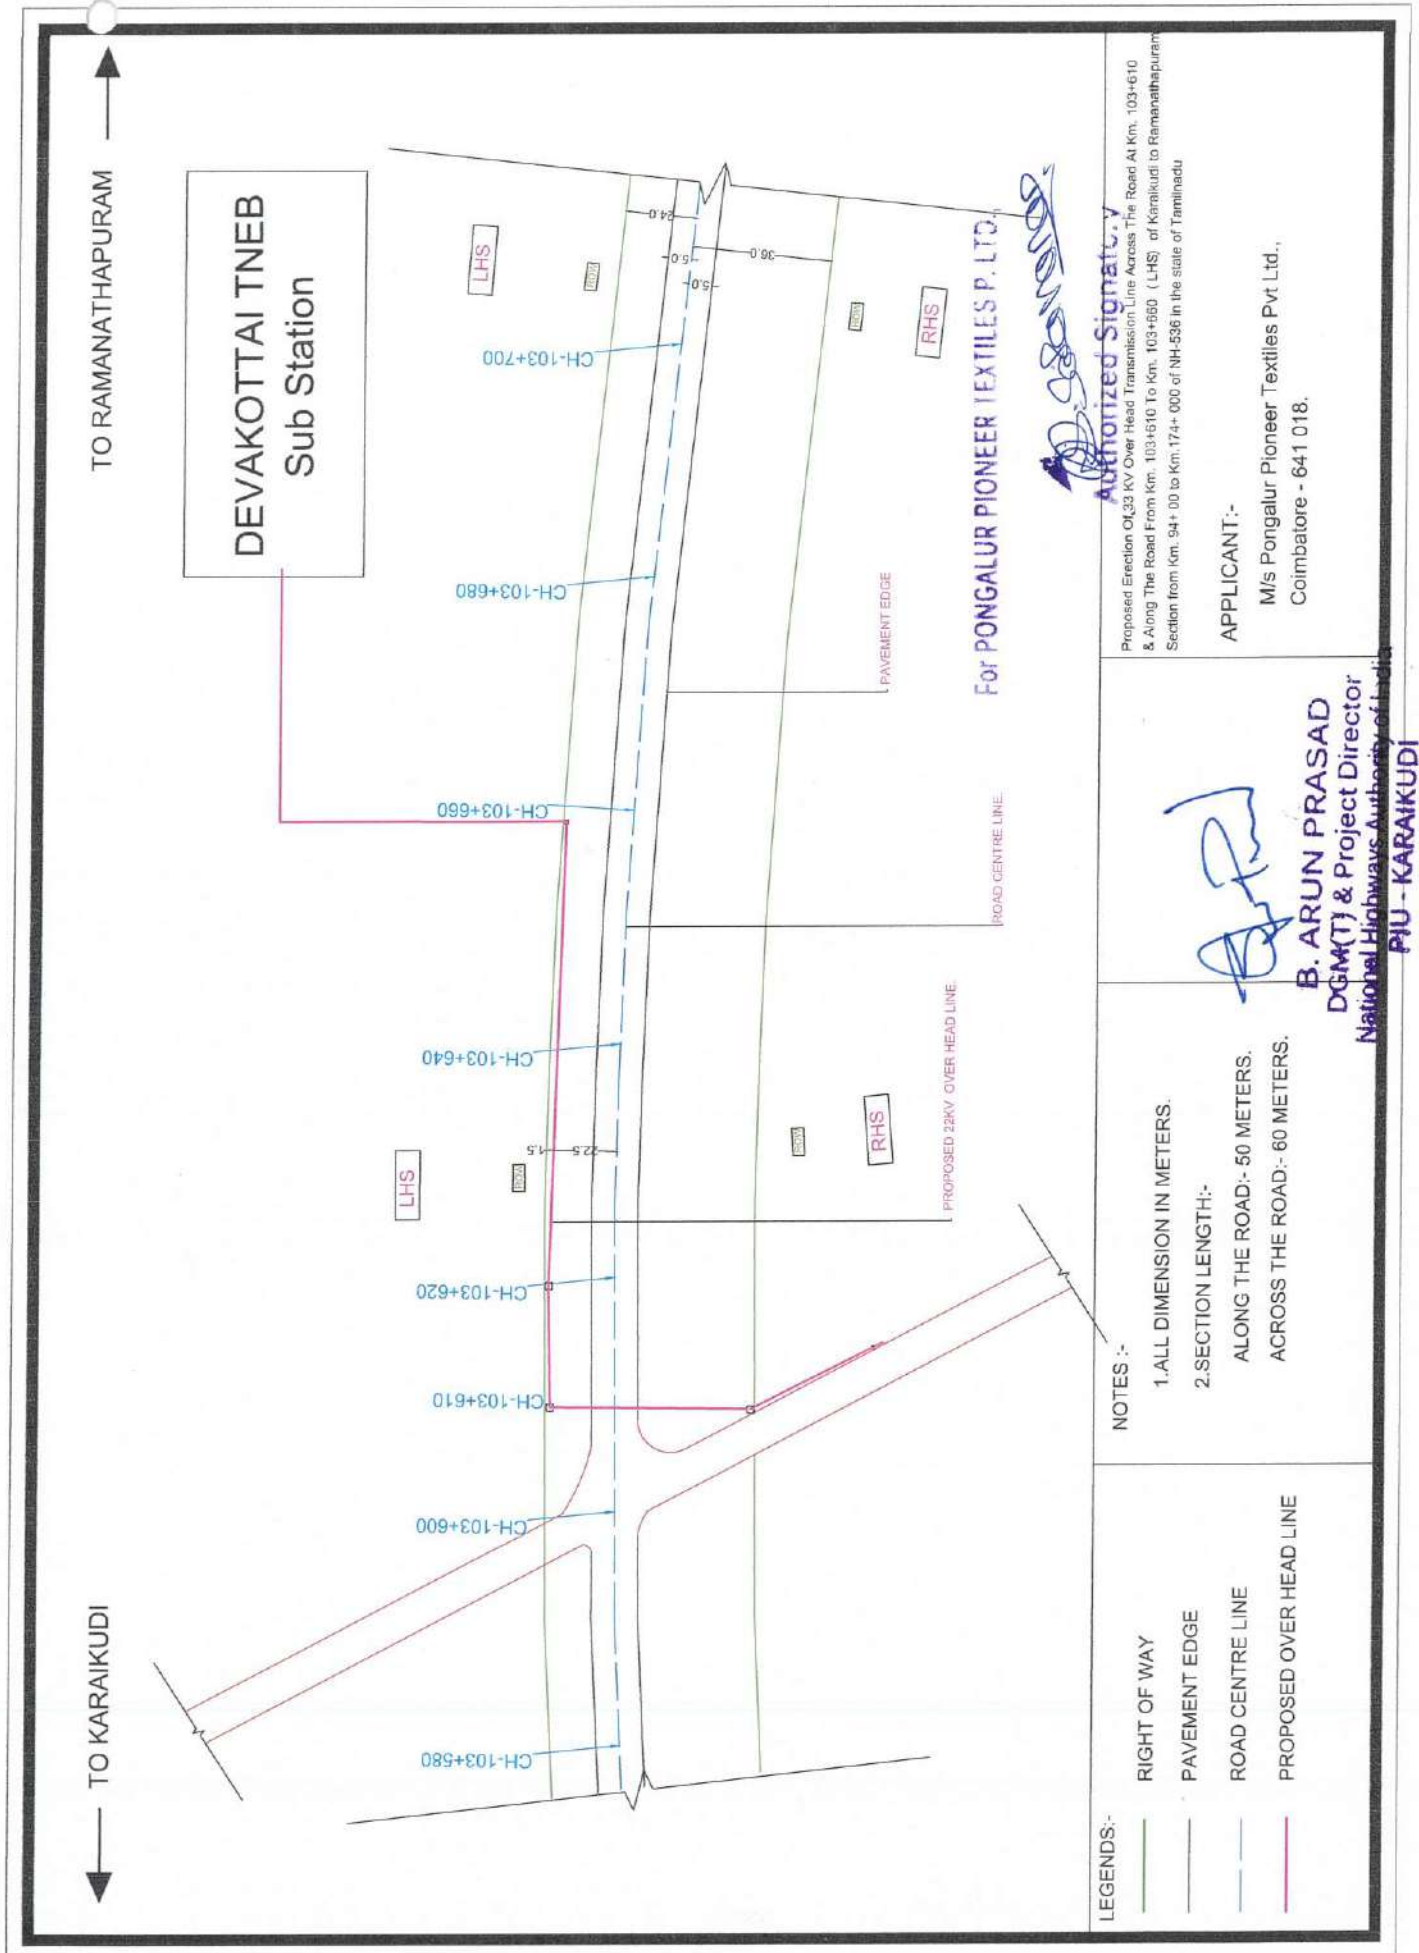 TO KARAIKUDI
TO RAMANATHAPURAM
DEVAKOTTAI TNEB
Sub Station
LHS
LHS
ROW
ROW
CH-103+580
CH-103+600
CH-103+610
CH-103+620
CH-103+640
CH-103+660
CH-103+680
CH-103+700
1.5
22.5
24.0
5.0
5.0
36.0
ROW
ROW
RHS
RHS
PROPOSED 22KV OVER HEAD LINE.
ROAD CENTRE LINE.
PAVEMENT EDGE
For PONGALUR PIONEER TEXTILES P. LTD.,
Authorized Signatory
LEGENDS:-
RIGHT OF WAY
PAVEMENT EDGE
ROAD CENTRE LINE
PROPOSED OVER HEAD LINE
NOTES :-
1.ALL DIMENSION IN METERS.
2.SECTION LENGTH:-
ALONG THE ROAD:- 50 METERS.
ACROSS THE ROAD:- 60 METERS.
B. ARUN PRASAD
DGM(T) & Project Director
National Highways Authority of India
PIU - KARAIKUDI
Proposed Erection Of 33 KV Over Head Transmission Line Across The Road At Km. 103+610
& Along The Road From Km. 103+610 To Km. 103+660 ( LHS) of Karaikudi to Ramanathapuram
Section from Km. 94+ 00 to Km.174+ 000 of NH-536 in the state of Tamilnadu
APPLICANT:-
M/s Pongalur Pioneer Textiles Pvt Ltd.,
Coimbatore - 641 018.